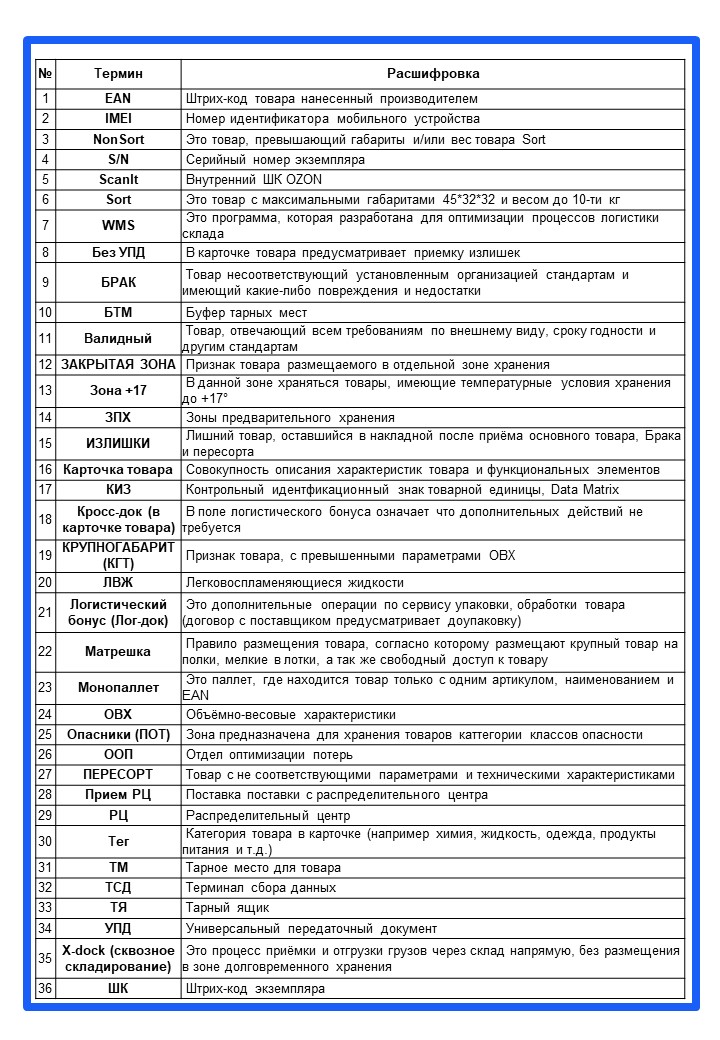 № Термин Расшифровка
1 EAN Штрих-код товара нанесенный производителем
2 IMEI Номер идентификатора мобильного устройства
3 NonSort Это товар, превышающий габариты и/или вес товара Sort
4 S/N Серийный номер экземпляра
5 ScanIt Внутренний ШК OZON
6 Sort Это товар с максимальными габаритами 45*32*32 и весом до 10-ти кг
7 WMS Это программа, которая разработана для оптимизации процессов логистики
склада
8 Без УПД В карточке товара предусматривает приемку излишек
9 БРАК Товар несоответствующий установленным организацией стандартам и
имеющий какие-либо повреждения и недостатки
10 БТМ Буфер тарных мест
11 Валидный Товар, отвечающий всем требованиям по внешнему виду, сроку годности и
другим стандартам
12 ЗАКРЫТАЯ ЗОНА Признак товара размещаемого в отдельной зоне хранения
13 Зона +17 В данной зоне храняться товары, имеющие температурные условия хранения
до +17°
14 ЗПХ Зоны предварительного хранения
15 ИЗЛИШКИ Лишний товар, оставшийся в накладной после приёма основного товара, Брака
и пересорта
16 Карточка товара Совокупность описания характеристик товара и функциональных элементов
17 КИЗ Контрольный идентфикационный знак товарной единицы, Data Matrix
18 Кросс-док (в В поле логистического бонуса означает что дополнительных действий не
карточке товара) требуется
19 КРУПНОГАБАРИТ
(КГТ) Признак товара, с превышенными параметрами ОВХ
20 ЛВЖ Легковоспламеняющиеся жидкости
21 Логистический Это дополнительные операции по сервису упаковки, обработки товара
бонус (Лог-док) (договор с поставщиком предусматривает доупаковку)
22 Матрешка Правило размещения товара, согласно которому размещают крупный товар на
полки, мелкие в лотки, а так же свободный доступ к товару
23 Монопаллет Это паллет, где находится товар только с одним артикулом, наименованием и
EAN
24 ОВХ Объёмно-весовые характеристики
25 Опасники (ПОТ) Зона предназначена для хранения товаров каттегории классов опасности
26 ООП Отдел оптимизации потерь
27 ПЕРЕСОРТ Товар с не соответствующими параметрами и техническими характеристиками
28 Прием РЦ Поставка поставки с распределительного центра
29 РЦ Распределительный центр
30 Тег Категория товара в карточке (например химия, жидкость, одежда, продукты
питания и т.д.)
31 ТМ Тарное место для товара
32 ТСД Терминал сбора данных
33 ТЯ Тарный ящик
34 УПД Универсальный передаточный документ
35 X-dock (сквозное Это процесс приёмки и отгрузки грузов через склад напрямую, без размещения
складирование) в зоне долговременного хранения
36 ШК Штрих-код экземпляра